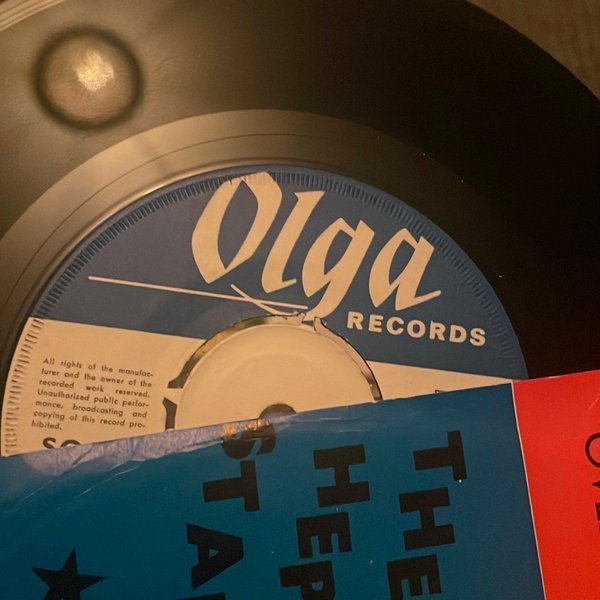 Olga
RECORDS
All rights of the manufac-
turer and the owner of the
recorded work reserved.
Unauthorized public perfor-
mance, broadcasting and
copying of this record pro-
hibited.
THE
HEP
STA